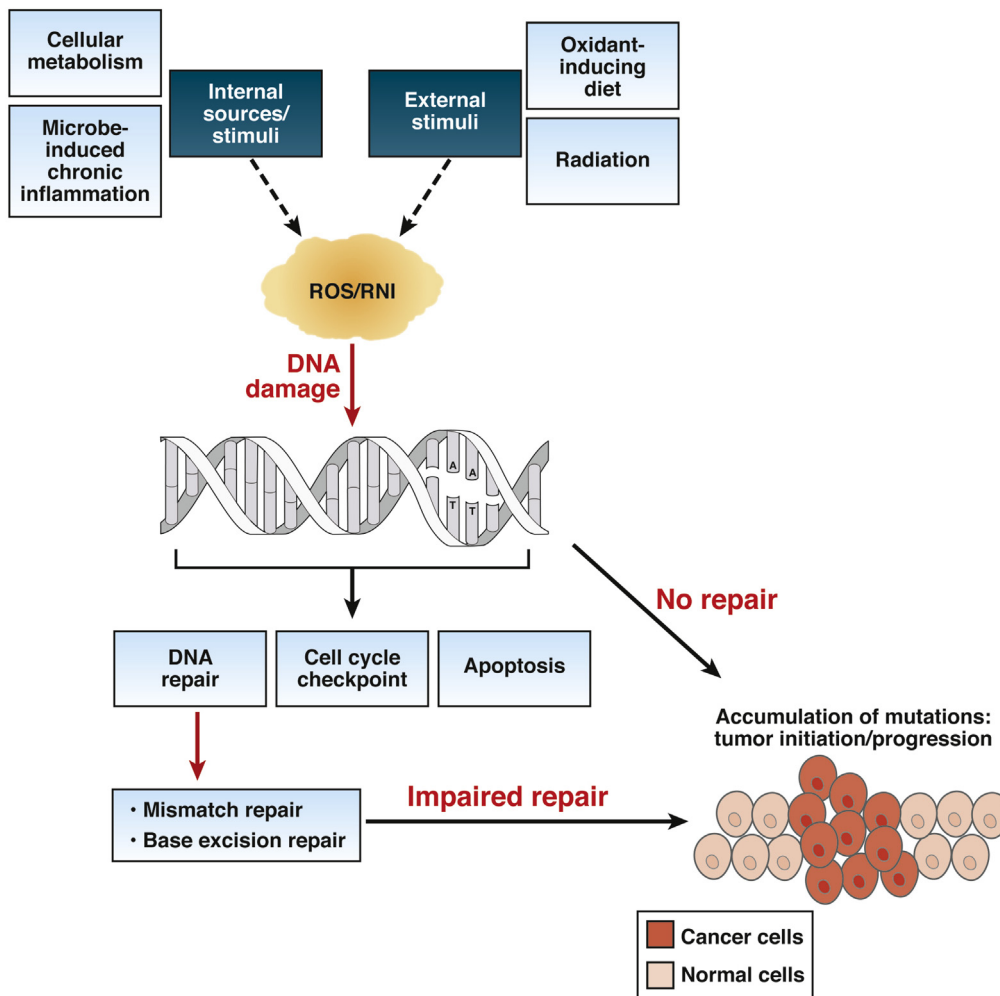 Cellular
metabolism
Microbe-
induced
chronic
inflammation
Internal
sources/
stimuli
External
stimuli
Oxidant-
inducing
diet
Radiation
ROS/RNI
DNA
damage
A A
T T
No repair
DNA
repair
Cell cycle
checkpoint
Apoptosis
Accumulation of mutations:
tumor initiation/progression
· Mismatch repair
· Base excision repair
Impaired repair
Cancer cells
Normal cells